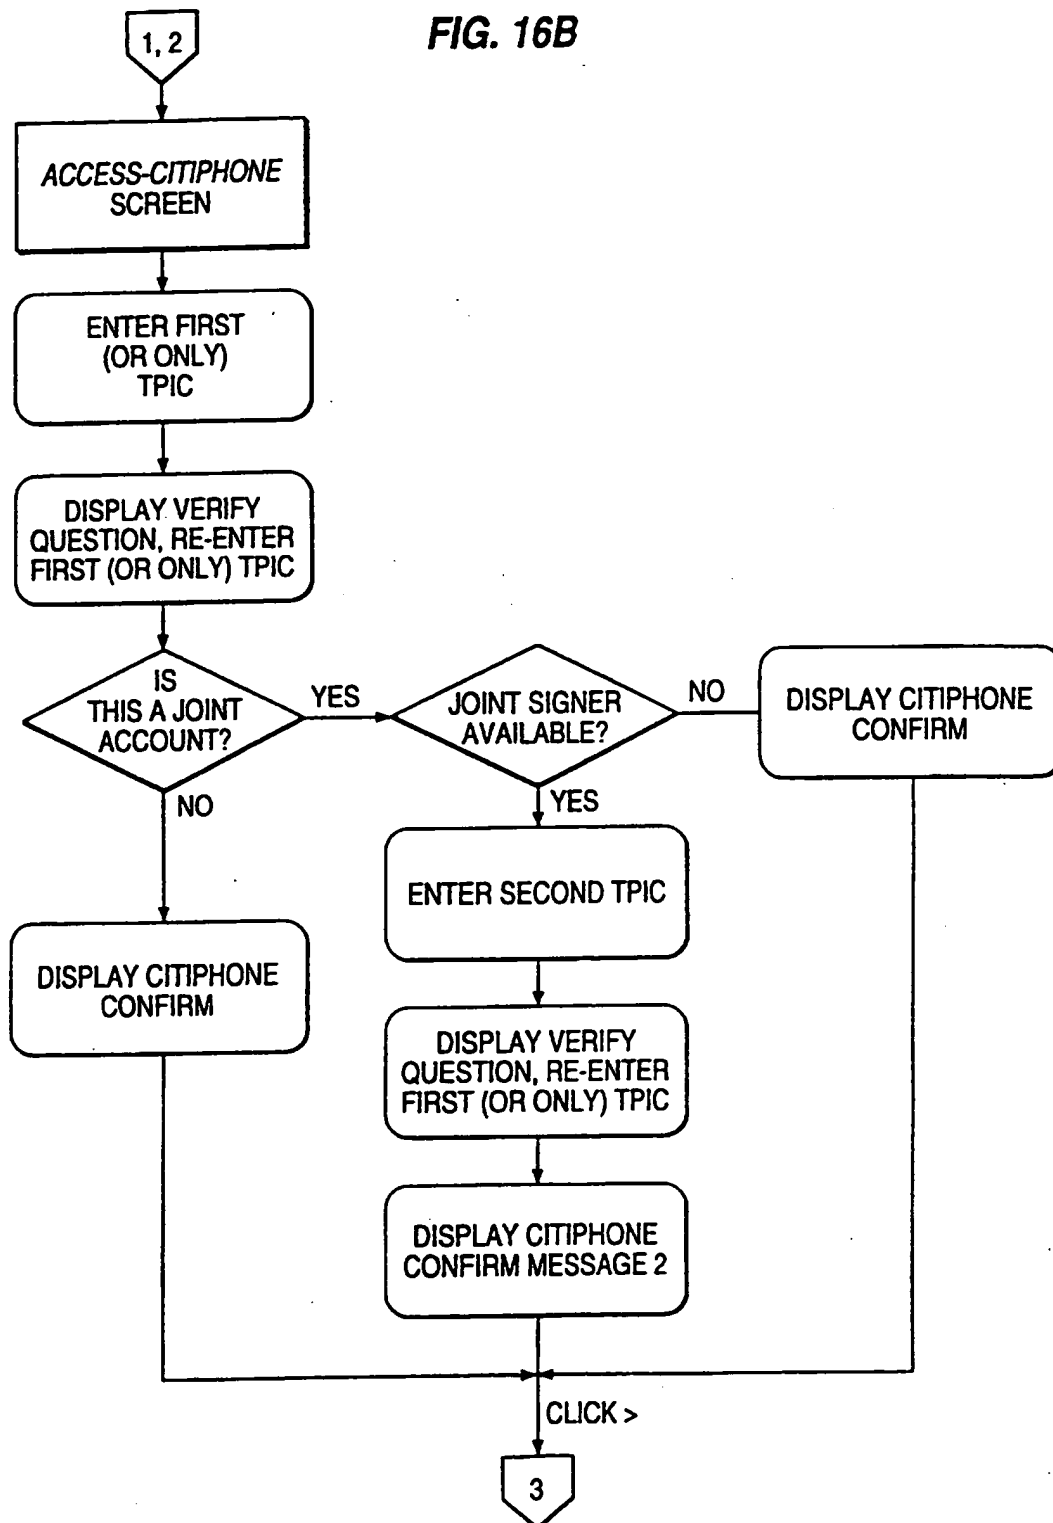 FIG. 16B
1, 2
ACCESS-CITIPHONE
SCREEN
ENTER FIRST
(OR ONLY)
TPIC
DISPLAY VERIFY
QUESTION, RE-ENTER
FIRST (OR ONLY) TPIC
IS
THIS A JOINT
ACCOUNT?
YES
JOINT SIGNER
AVAILABLE?
NO
DISPLAY CITIPHONE
CONFIRM
NO
YES
ENTER SECOND TPIC
DISPLAY CITIPHONE
CONFIRM
DISPLAY VERIFY
QUESTION, RE-ENTER
FIRST (OR ONLY) TPIC
DISPLAY CITIPHONE
CONFIRM MESSAGE 2
CLICK >
3